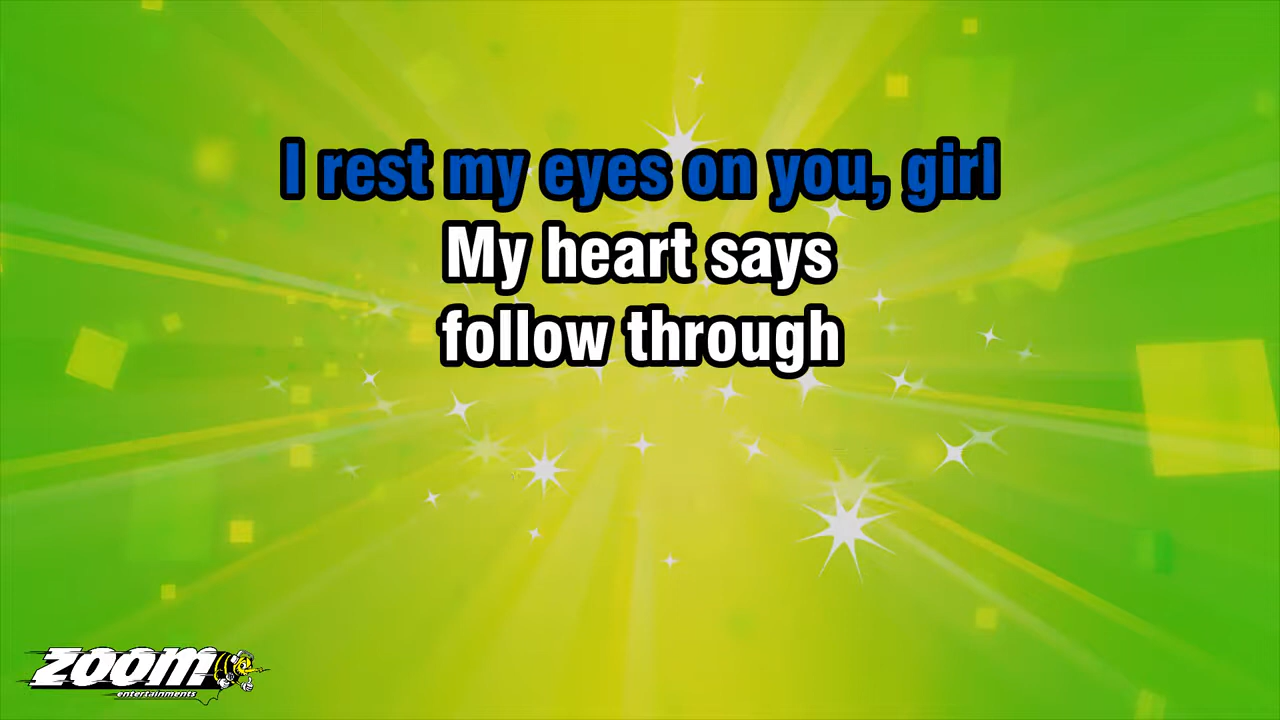 I rest my eyes on you, girl
My heart says
follow through
zoom
entertainments